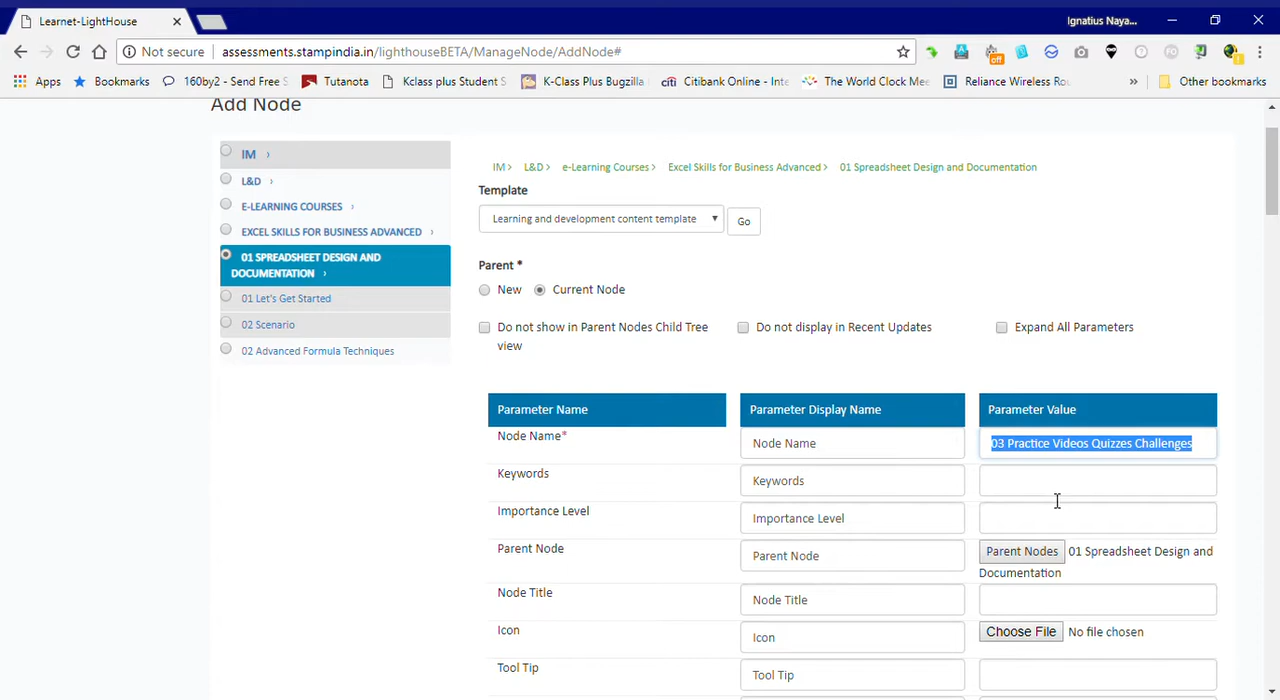 Learnet-LightHouse
Ignatius Naya...
Not secure
assessments.stampindia.in/lighthouseBETA/ManageNode/AddNode#
off
Apps
Bookmarks
160by2 - Send Free S
Tutanota
Kclass plus Student S
K-Class Plus Bugzilla
citi Citibank Online - Inte
The World Clock Mee
Reliance Wireless Rou
»
Other bookmarks
Add Node
IM ›
L&D ›
E-LEARNING COURSES ›
EXCEL SKILLS FOR BUSINESS ADVANCED ›
01 SPREADSHEET DESIGN AND
DOCUMENTATION ›
01 Let's Get Started
02 Scenario
02 Advanced Formula Techniques
IM› L&D› e-Learning Courses› Excel Skills for Business Advanced› 01 Spreadsheet Design and Documentation
Template
Learning and development content template
Go
Parent *
New
Current Node
Do not show in Parent Nodes Child Tree
view
Do not display in Recent Updates
Expand All Parameters
Parameter Name Parameter Display Name Parameter Value
Node Name* Node Name 03 Practice Videos Quizzes Challenges
Keywords Keywords
Importance Level Importance Level
Parent Node Parent Node Parent Nodes 01 Spreadsheet Design and
Documentation
Node Title Node Title
Icon Icon Choose File No file chosen
Tool Tip Tool Tip